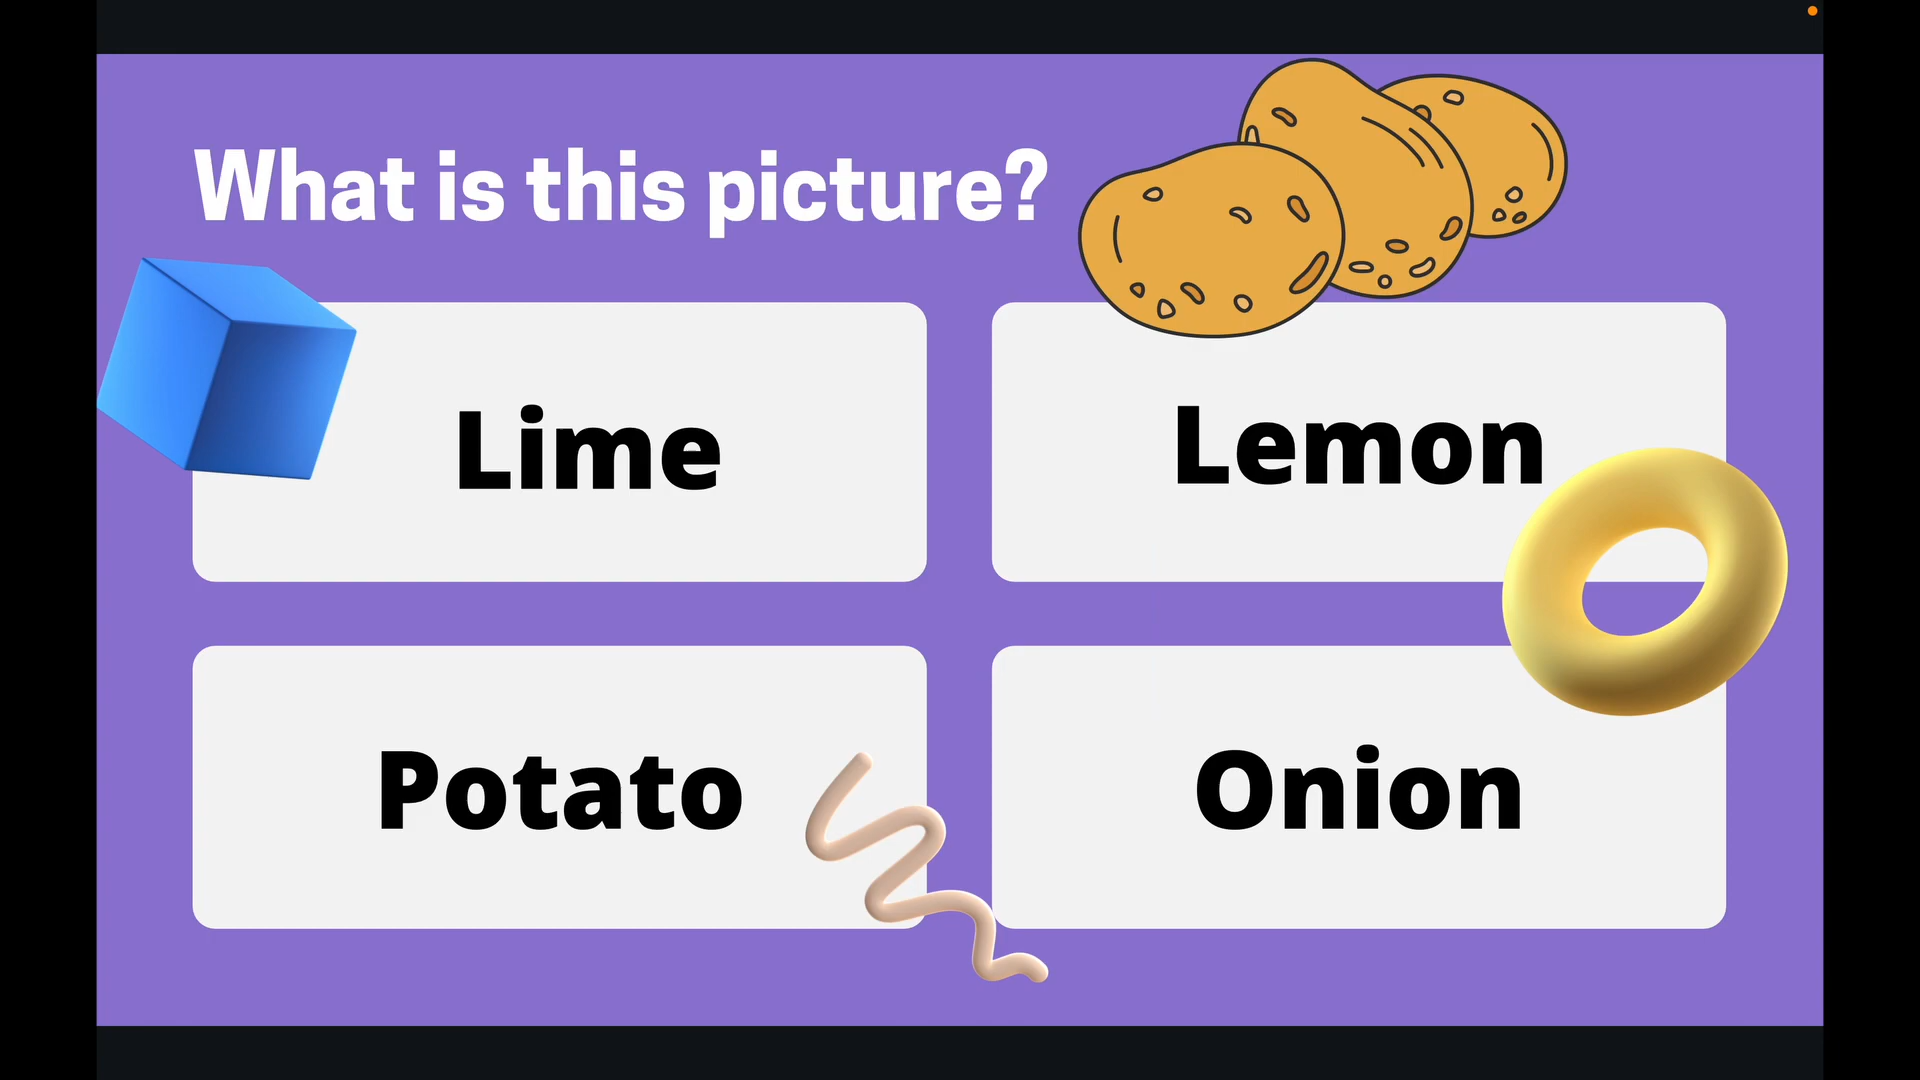 What is this picture?
Lime
Lemon
Potato
Onion